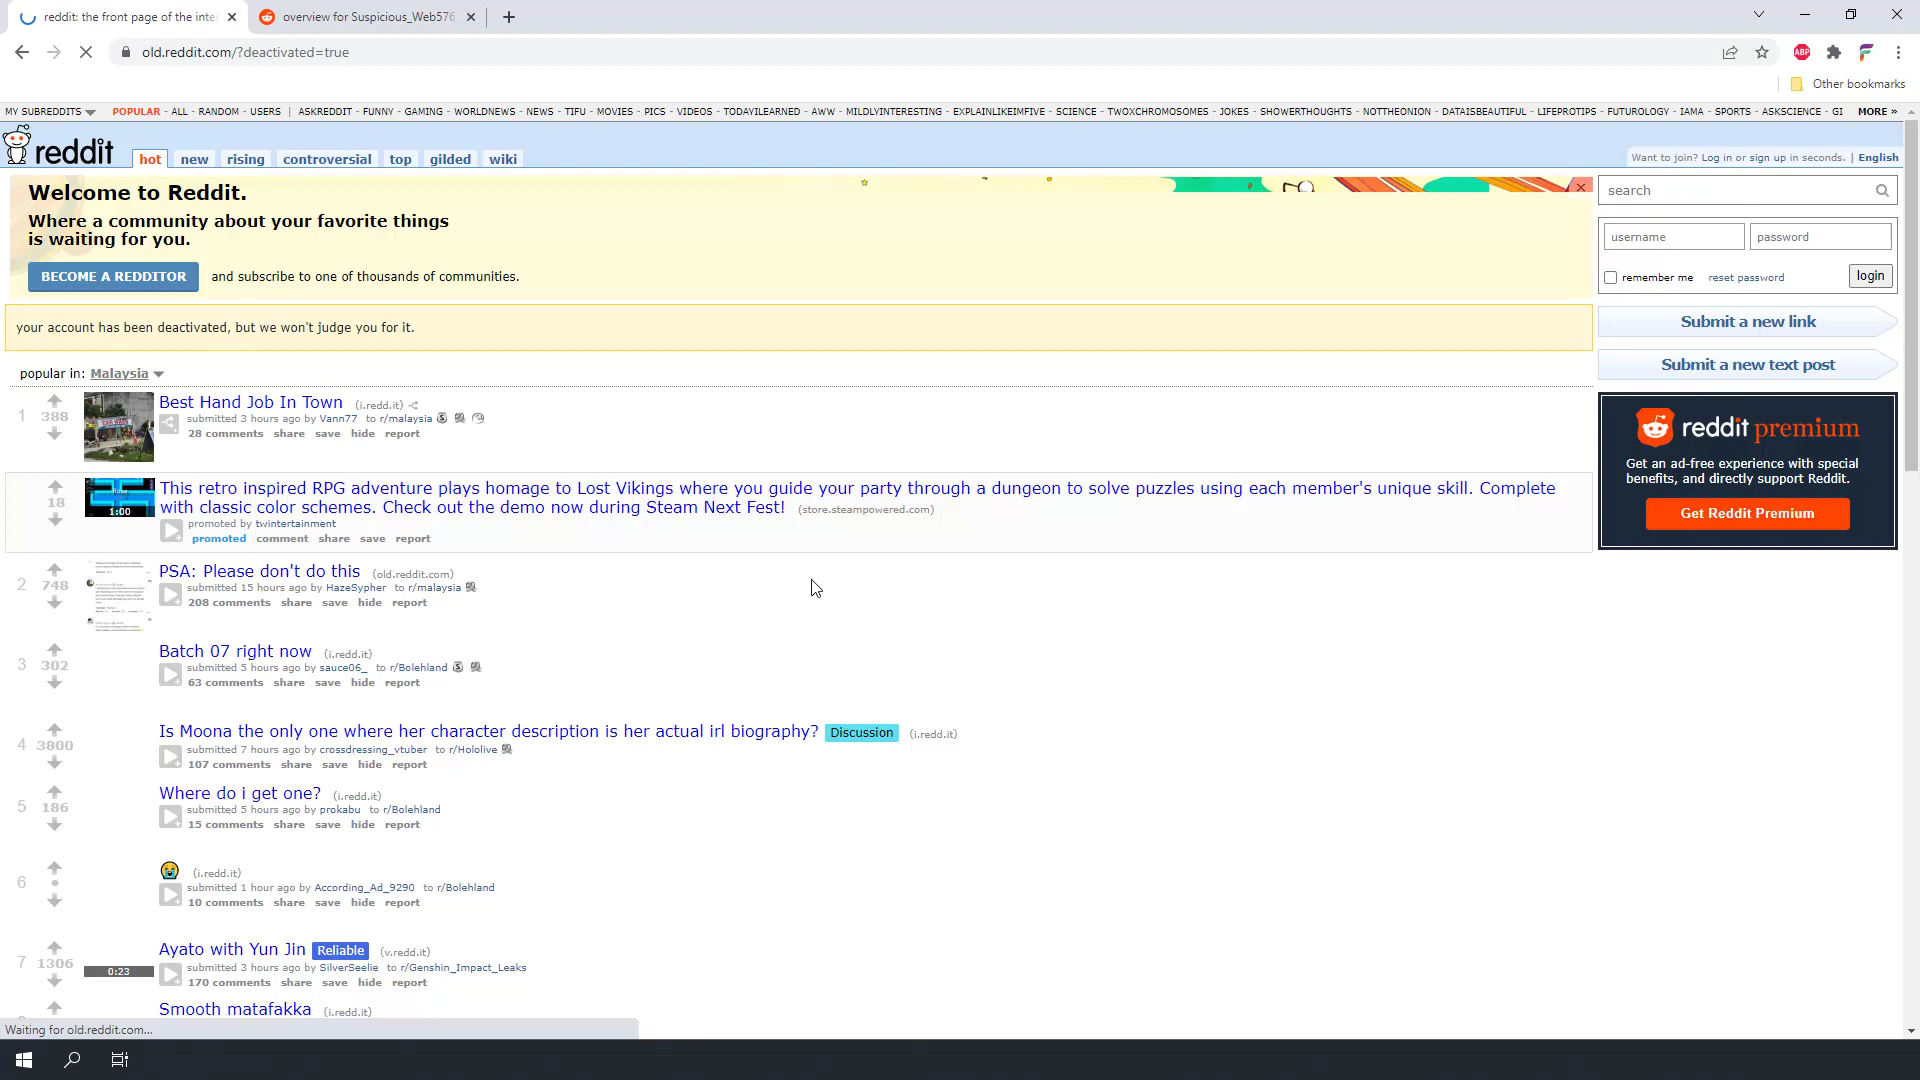 reddit: the front page of the inte
overview for Suspicious_Web576
old.reddit.com/?deactivated=true
ABP
Other bookmarks
MY SUBREDDITS POPULAR - ALL - RANDOM - USERS | ASKREDDIT - FUNNY - GAMING - WORLDNEWS - NEWS - TIFU - MOVIES - PICS - VIDEOS - TODAYILEARNED - AWW - MILDLYINTERESTING - EXPLAINLIKEIMFIVE - SCIENCE - TWOXCHROMOSOMES - JOKES - SHOWERTHOUGHTS - NOTTHEONION - DATAISBEAUTIFUL - LIFEPROTIPS - FUTUROLOGY - IAMA - SPORTS - ASKSCIENCE - GI MORE »
reddit hot new rising controversial top gilded wiki
Want to join? Log in or sign up in seconds. | English
Welcome to Reddit.
Where a community about your favorite things
is waiting for you.
BECOME A REDDITOR and subscribe to one of thousands of communities.
search
username password
remember me reset password login
your account has been deactivated, but we won't judge you for it.
Submit a new link
Submit a new text post
reddit premium
Get an ad-free experience with special
benefits, and directly support Reddit.
Get Reddit Premium
popular in: Malaysia
1 388 Best Hand Job In Town (i.redd.it)
submitted 3 hours ago by Vann77 to r/malaysia
28 comments share save hide report
18 This retro inspired RPG adventure plays homage to Lost Vikings where you guide your party through a dungeon to solve puzzles using each member's unique skill. Complete
1:00 with classic color schemes. Check out the demo now during Steam Next Fest! (store.steampowered.com)
promoted by twintertainment
promoted comment share save report
2 748 PSA: Please don't do this (old.reddit.com)
submitted 15 hours ago by HazeSypher to r/malaysia
208 comments share save hide report
3 302 Batch 07 right now (i.redd.it)
submitted 5 hours ago by sauce06_ to r/Bolehland
63 comments share save hide report
4 3800 Is Moona the only one where her character description is her actual irl biography? Discussion (i.redd.it)
submitted 7 hours ago by crossdressing_vtuber to r/Hololive
107 comments share save hide report
5 186 Where do i get one? (i.redd.it)
submitted 5 hours ago by prokabu to r/Bolehland
15 comments share save hide report
6 • 😭 (i.redd.it)
submitted 1 hour ago by According_Ad_9290 to r/Bolehland
10 comments share save hide report
7 1306 Ayato with Yun Jin Reliable (v.redd.it)
0:23 submitted 3 hours ago by SilverSeelie to r/Genshin_Impact_Leaks
170 comments share save hide report
Smooth matafakka (i.redd.it)
Waiting for old.reddit.com...